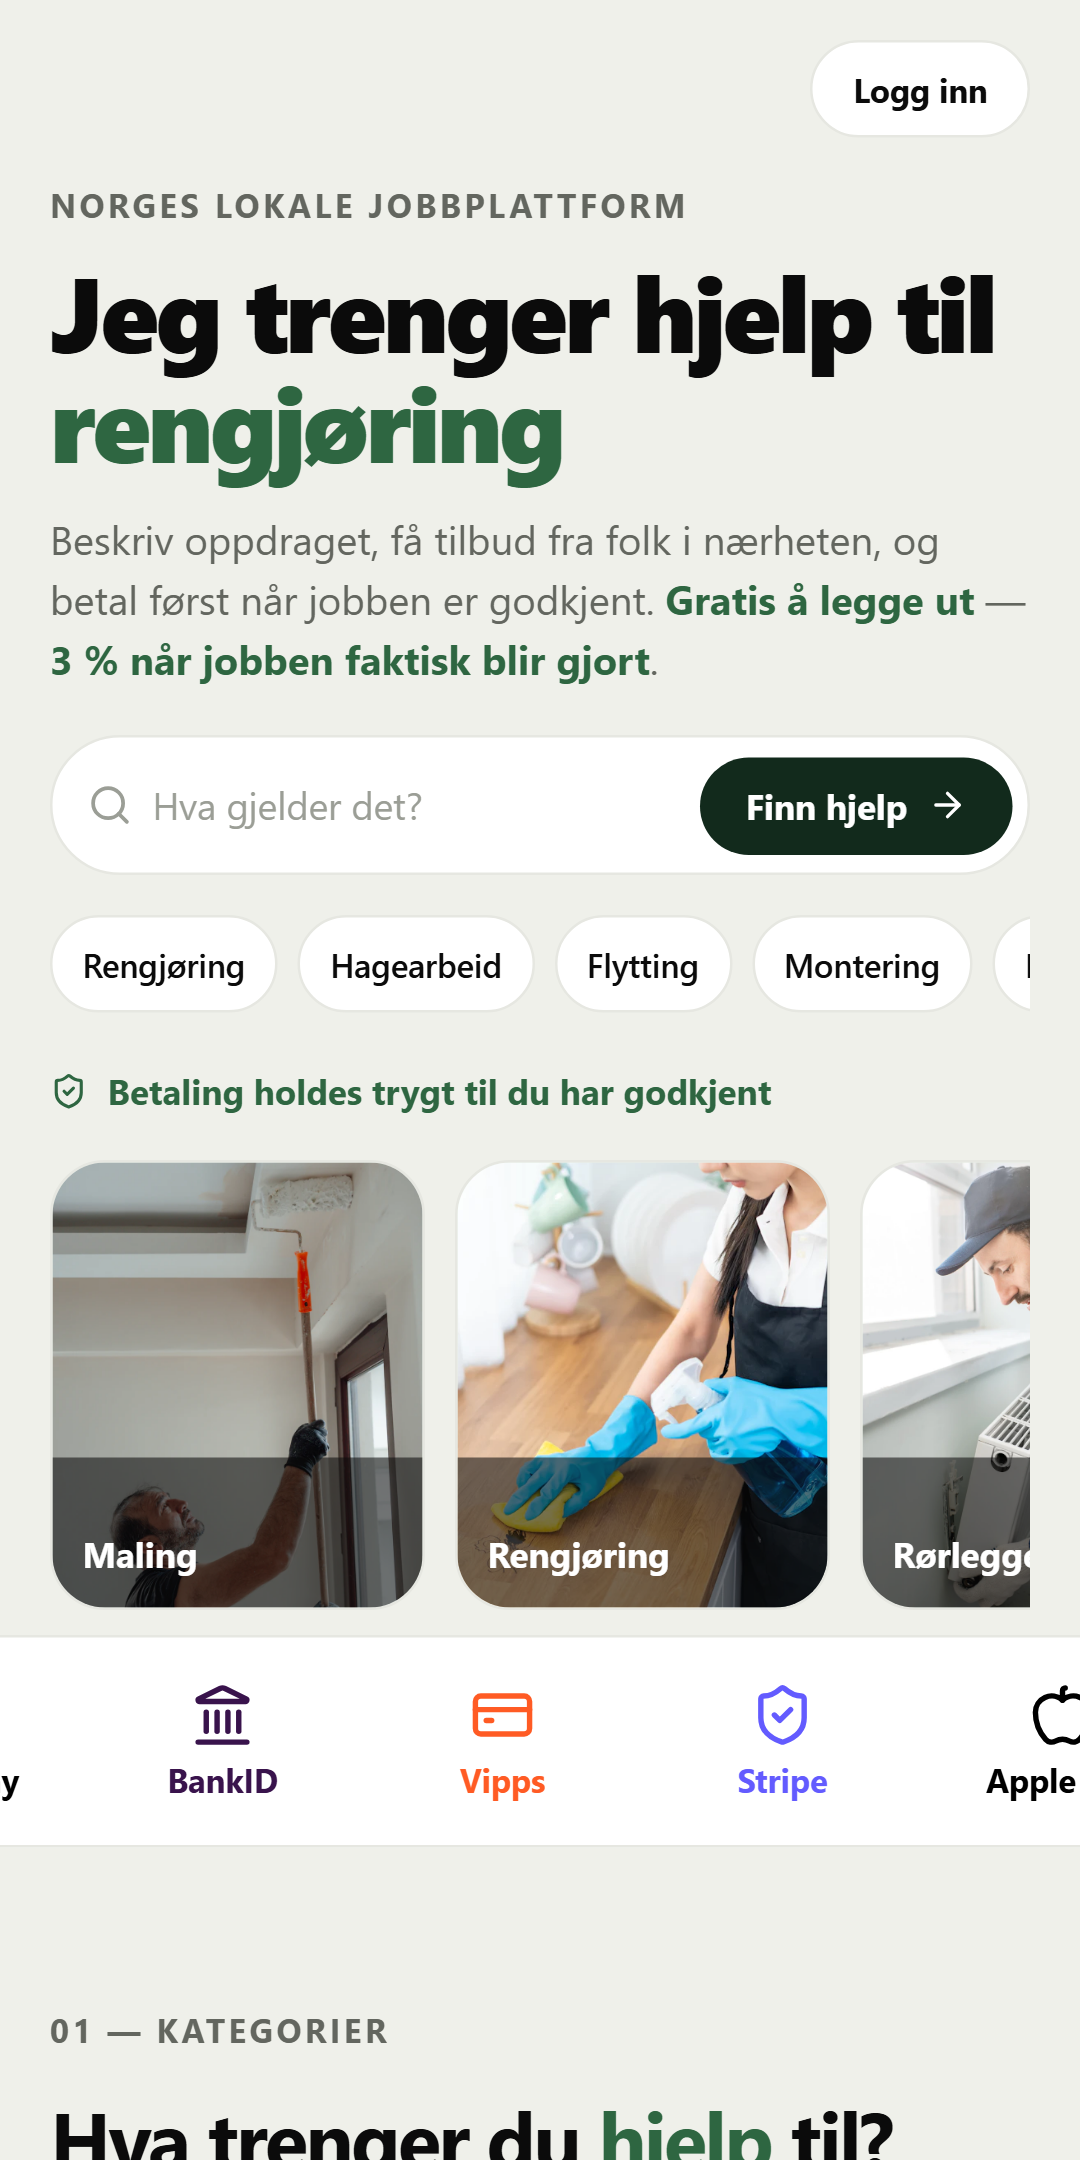 Logg inn
NORGES LOKALE JOBBPLATTFORM
Jeg trenger hjelp til
rengjøring
Beskriv oppdraget, få tilbud fra folk i nærheten, og
betal først når jobben er godkjent. Gratis å legge ut —
3 % når jobben faktisk blir gjort.
Hva gjelder det?
Finn hjelp
Rengjøring
Hagearbeid
Flytting
Montering
Betaling holdes trygt til du har godkjent
Maling
Rengjøring
BankID
Vipps
Stripe
Apple
01 — KATEGORIER
Hva trenger du hjelp til?